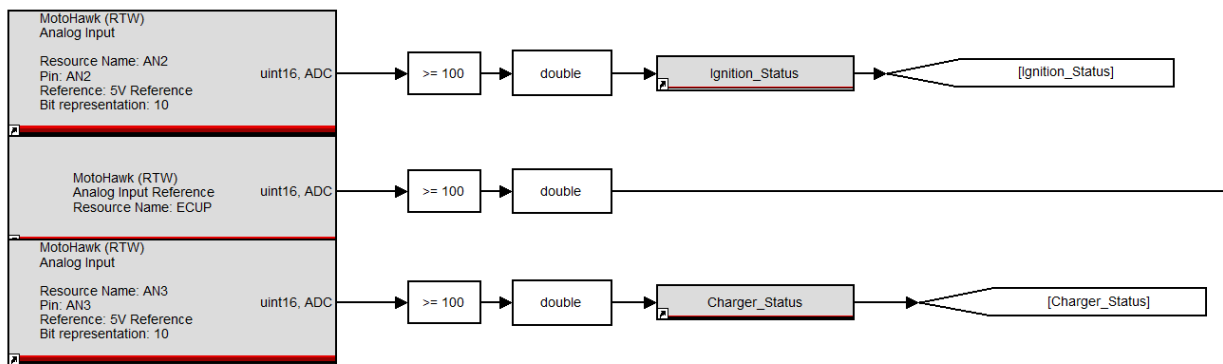 MotoHawk (RTW)
Analog Input
Resource Name: AN2
Pin: AN2
Reference: 5V Reference
Bit representation: 10
uint16, ADC
>= 100
double
Ignition_Status
[Ignition_Status]
MotoHawk (RTW)
Analog Input Reference
Resource Name: ECUP
uint16, ADC
>= 100
double
MotoHawk (RTW)
Analog Input
Resource Name: AN3
Pin: AN3
Reference: 5V Reference
Bit representation: 10
uint16, ADC
>= 100
double
Charger_Status
[Charger_Status]